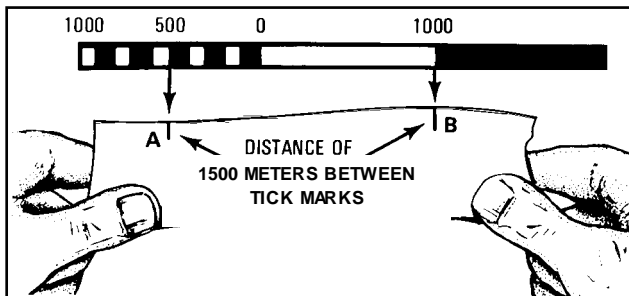 1000 500 0 1000
A B
DISTANCE OF
1500 METERS BETWEEN
TICK MARKS